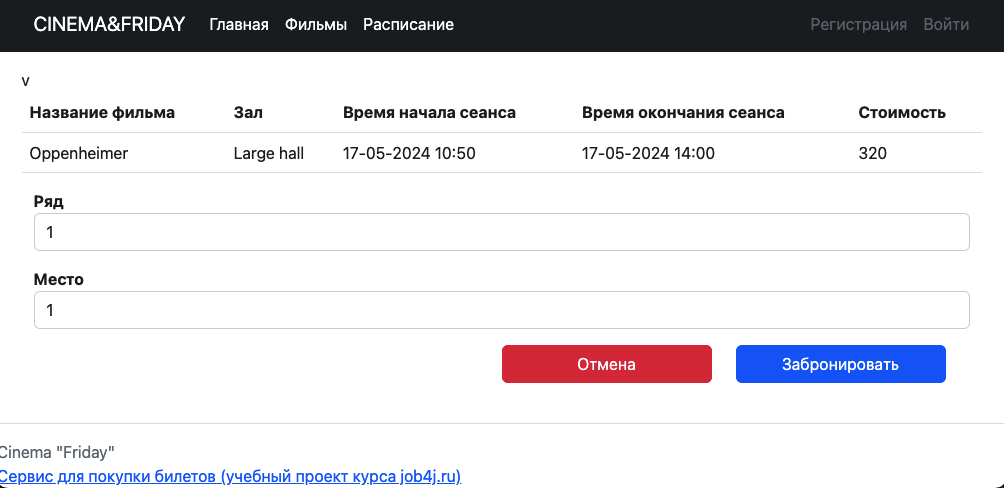 CINEMA&FRIDAY Главная Фильмы Расписание Регистрация Войти
v
Название фильма Зал Время начала сеанса Время окончания сеанса Стоимость
Oppenheimer Large hall 17-05-2024 10:50 17-05-2024 14:00 320
Ряд
1
Место
1
Отмена Забронировать
Cinema "Friday"
Сервис для покупки билетов (учебный проект курса job4j.ru)